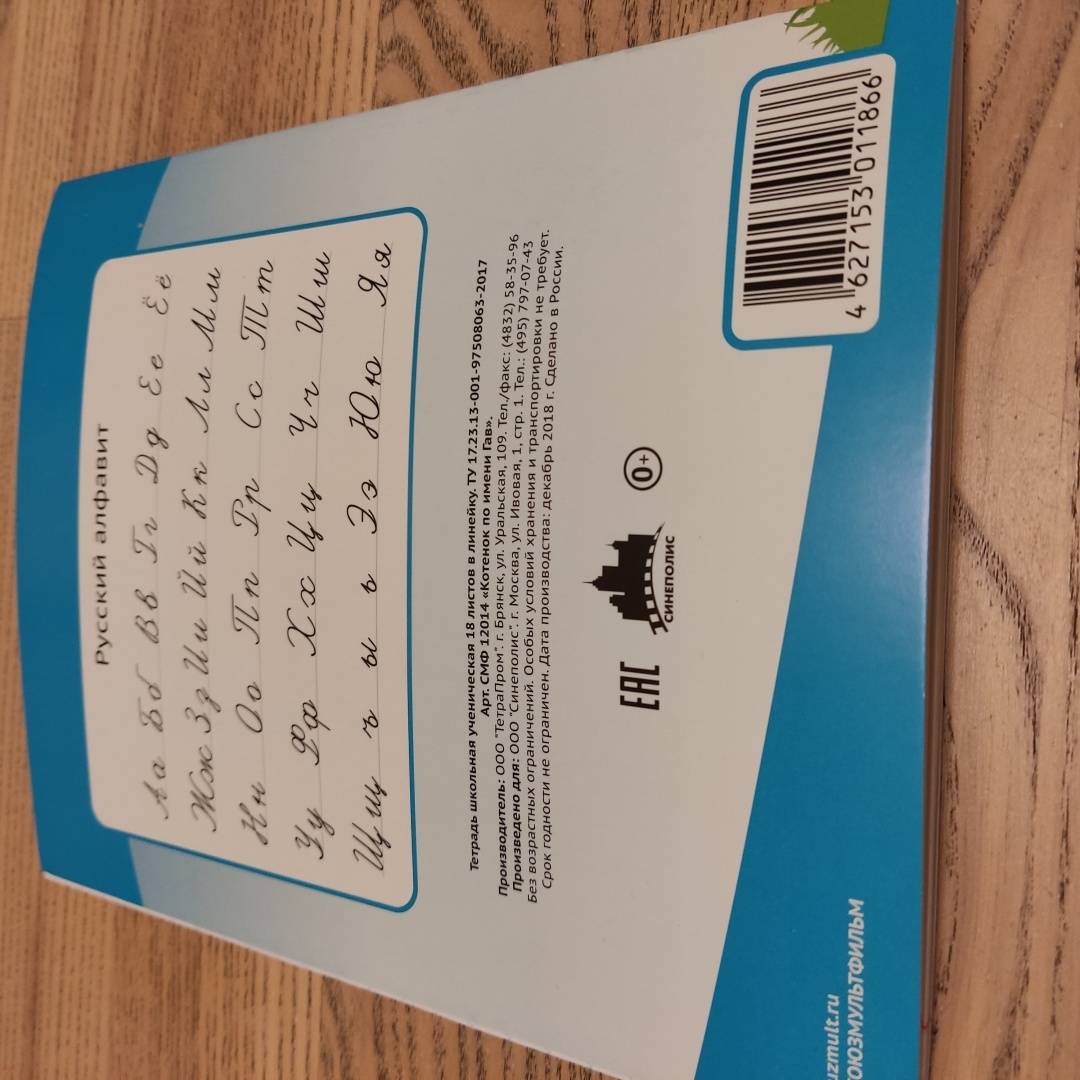 Русский алфавит
Аа Бб Вв Гг Дд Ее Ёё
Жж Зз Ии Йй Кк Лл Мм
Нн Оо Пп Рр Сс Тт
Уу Фф Хх Цц Чч Шш
Щщ ъ ы ь Ээ Юю Яя
Тетрадь школьная ученическая 18 листов в линейку. ТУ 17.23.13-001-97508063-2017
Арт. СМФ 12014 «Котенок по имени Гав».
Производитель: ООО "ТетраПром". г. Брянск, ул. Уральская, 109. Тел./факс: (4832) 58-35-96
Произведено для: ООО "Синеполис". г. Москва, ул. Ивовая, 1, стр. 1. Тел.: (495) 797-07-43
Без возрастных ограничений. Особых условий хранения и транспортировки не требует.
Срок годности не ограничен. Дата производства: декабрь 2018 г. Сделано в России.
EAC
СИНЕПОЛИС
0+
uzmult.ru
ОЮЗМУЛЬТФИЛЬМ
4 627153 011866